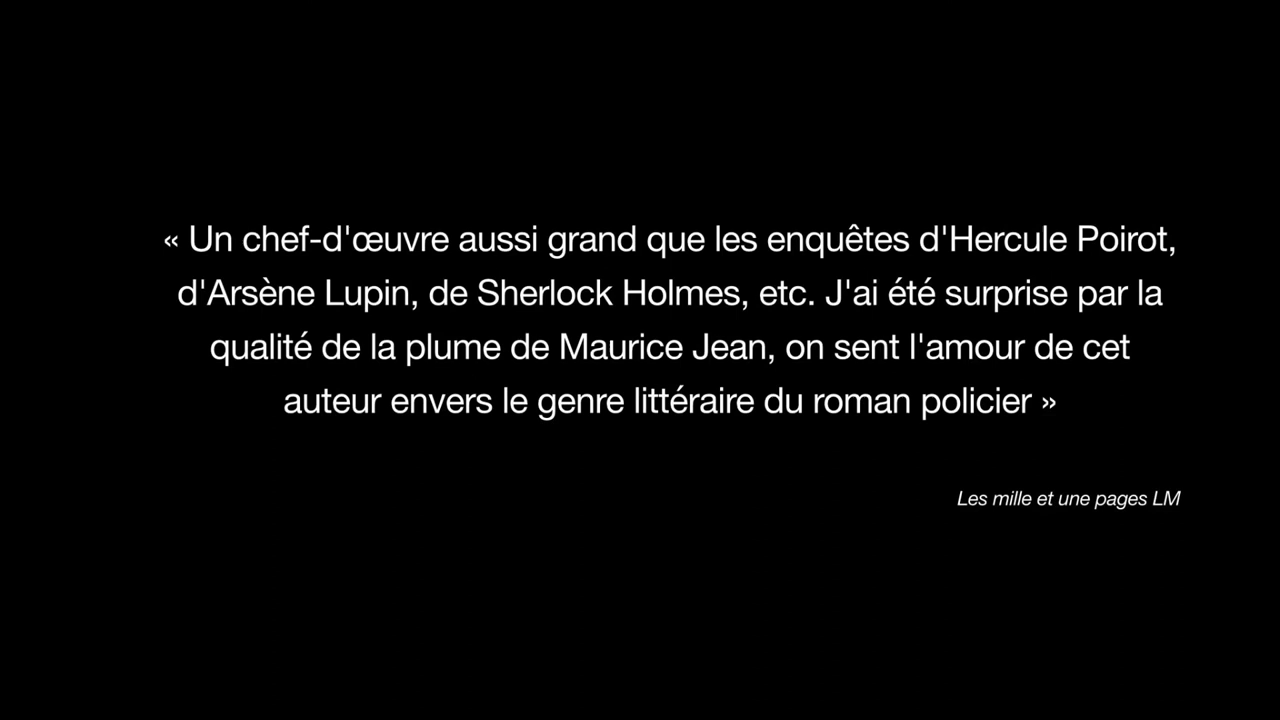 « Un chef-d'œuvre aussi grand que les enquêtes d'Hercule Poirot,
d'Arsène Lupin, de Sherlock Holmes, etc. J'ai été surprise par la
qualité de la plume de Maurice Jean, on sent l'amour de cet
auteur envers le genre littéraire du roman policier »
Les mille et une pages LM